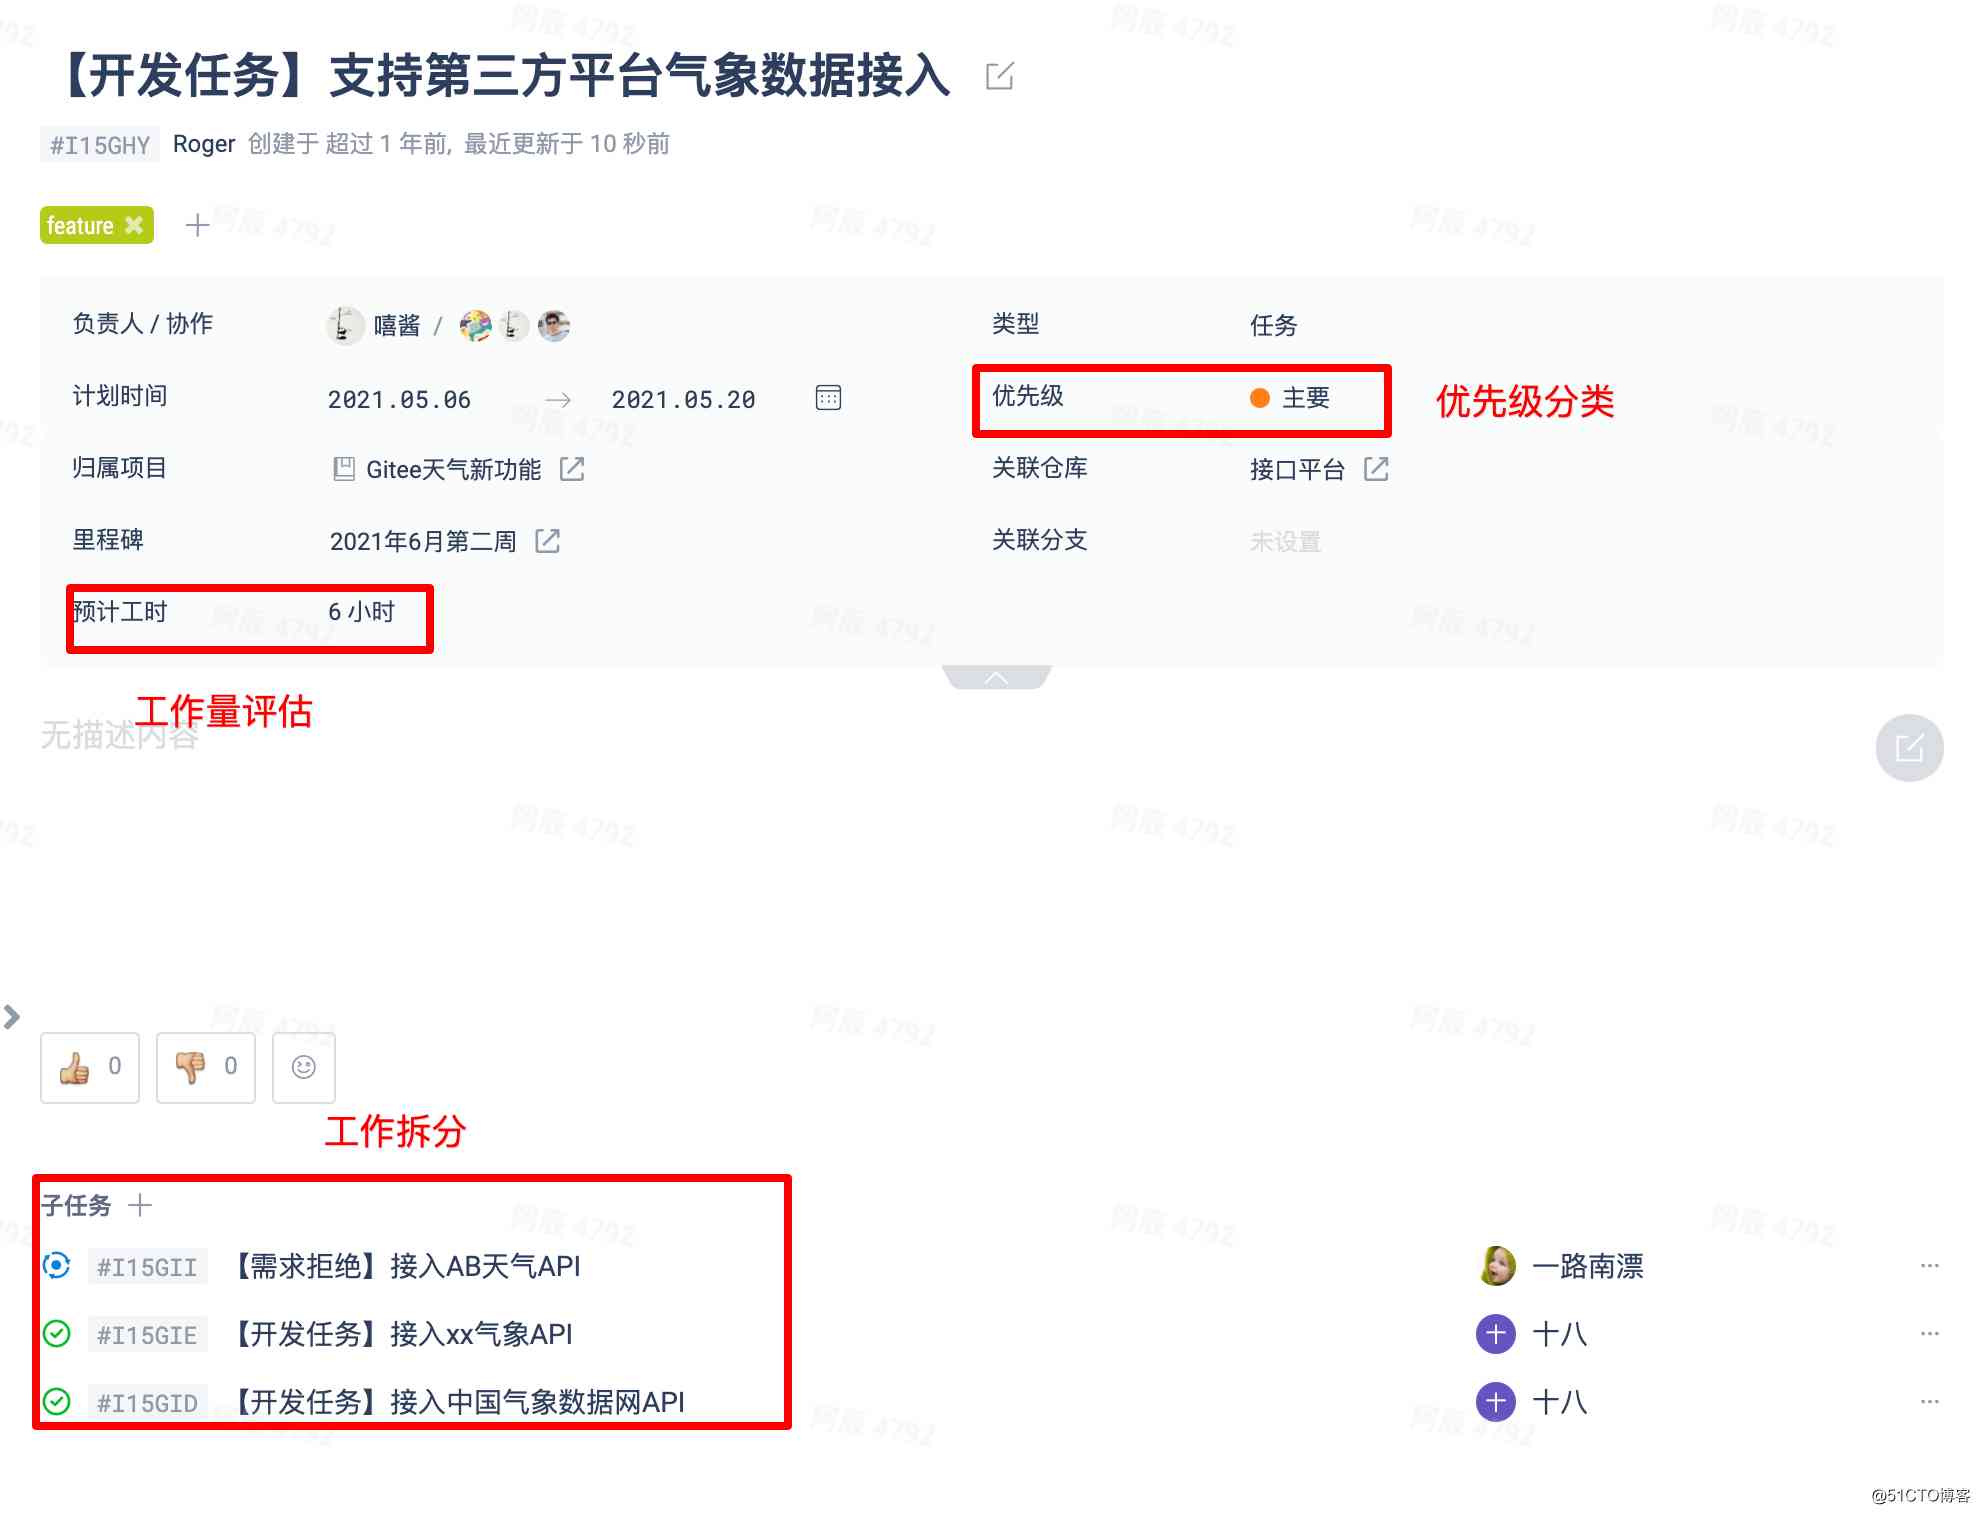 【开发任务】支持第三方平台气象数据接入
#I15GHY Roger 创建于 超过 1 年前, 最近更新于 10 秒前
feature
负责人 / 协作 嘻酱 / 类型 任务
计划时间 2021.05.06 → 2021.05.20 优先级 主要 优先级分类
归属项目 Gitee天气新功能 关联仓库 接口平台
里程碑 2021年6月第二周 关联分支 未设置
预计工时 6 小时
工作量评估
无描述内容
0 0
工作拆分
子任务
#I15GII 【需求拒绝】接入AB天气API 一路南漂
#I15GIE 【开发任务】接入xx气象API 十八
#I15GID 【开发任务】接入中国气象数据网API 十八
@51CTO博客